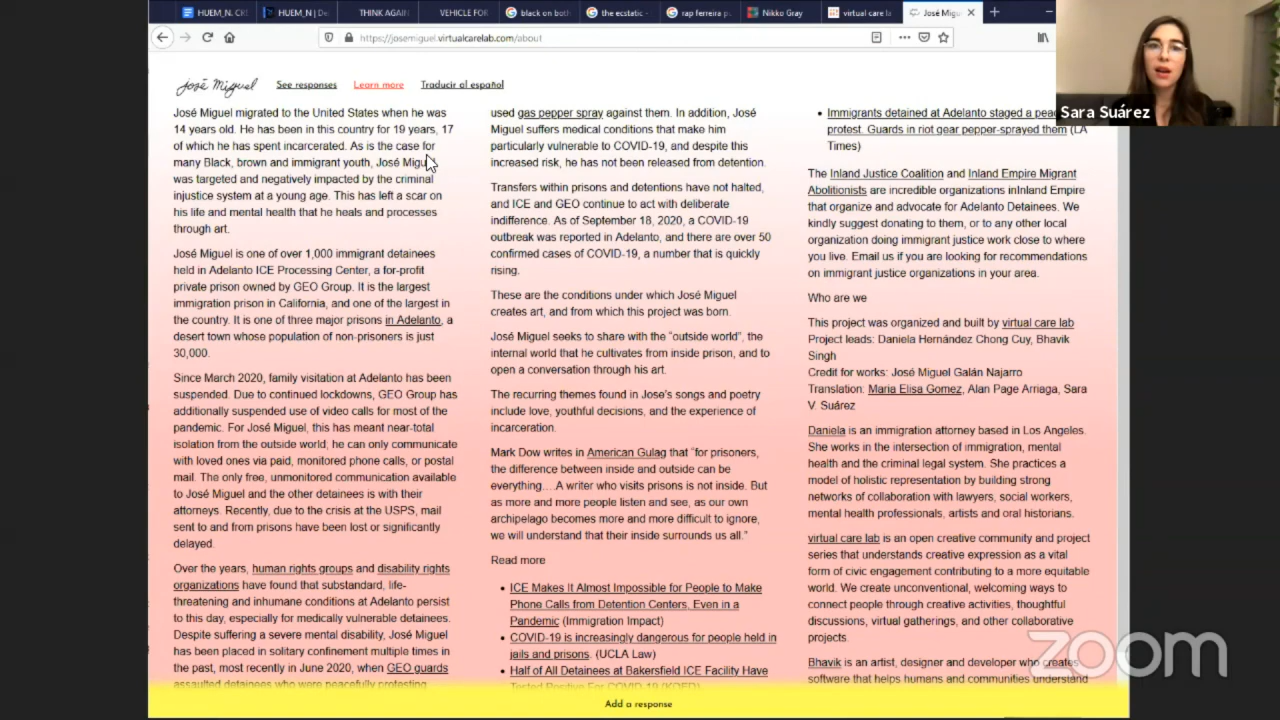 HUEM_N. CR
HUEM_N | De
THINK AGAIN
VEHICLE FOR
black on both
the ecstatic -
rap ferreira p
Nikko Gray
virtual care la
José Migu
https://josemiguel.virtualcarelab.com/about
Sara Suárez
José Miguel
See responses
Learn more
Traducir al español
José Miguel migrated to the United States when he was
14 years old. He has been in this country for 19 years, 17
of which he has spent incarcerated. As is the case for
many Black, brown and immigrant youth, José Miguel
was targeted and negatively impacted by the criminal
injustice system at a young age. This has left a scar on
his life and mental health that he heals and processes
through art.
José Miguel is one of over 1,000 immigrant detainees
held in Adelanto ICE Processing Center, a for-profit
private prison owned by GEO Group. It is the largest
immigration prison in California, and one of the largest in
the country. It is one of three major prisons in Adelanto, a
desert town whose population of non-prisoners is just
30,000.
Since March 2020, family visitation at Adelanto has been
suspended. Due to continued lockdowns, GEO Group has
additionally suspended use of video calls for most of the
pandemic. For José Miguel, this has meant near-total
isolation from the outside world; he can only communicate
with loved ones via paid, monitored phone calls, or postal
mail. The only free, unmonitored communication available
to José Miguel and the other detainees is with their
attorneys. Recently, due to the crisis at the USPS, mail
sent to and from prisons have been lost or significantly
delayed.
Over the years, human rights groups and disability rights
organizations have found that substandard, life-
threatening and inhumane conditions at Adelanto persist
to this day, especially for medically vulnerable detainees.
Despite suffering a severe mental disability, José Miguel
has been placed in solitary confinement multiple times in
the past, most recently in June 2020, when GEO guards
assaulted detainees who were peacefully protesting
used gas pepper spray against them. In addition, José
Miguel suffers medical conditions that make him
particularly vulnerable to COVID-19, and despite this
increased risk, he has not been released from detention.
Transfers within prisons and detentions have not halted,
and ICE and GEO continue to act with deliberate
indifference. As of September 18, 2020, a COVID-19
outbreak was reported in Adelanto, and there are over 50
confirmed cases of COVID-19, a number that is quickly
rising.
These are the conditions under which José Miguel
creates art, and from which this project was born.
José Miguel seeks to share with the “outside world”, the
internal world that he cultivates from inside prison, and to
open a conversation through his art.
The recurring themes found in Jose's songs and poetry
include love, youthful decisions, and the experience of
incarceration.
Mark Dow writes in American Gulag that “for prisoners,
the difference between inside and outside can be
everything....A writer who visits prisons is not inside. But
as more and more people listen and see, as our own
archipelago becomes more and more difficult to ignore,
we will understand that their inside surrounds us all.”
Read more
• ICE Makes It Almost Impossible for People to Make
Phone Calls from Detention Centers, Even in a
Pandemic (Immigration Impact)
• COVID-19 is increasingly dangerous for people held in
jails and prisons. (UCLA Law)
• Half of All Detainees at Bakersfield ICE Facility Have
Tested Positive For COVID-19 (KQED)
• Immigrants detained at Adelanto staged a pea
protest. Guards in riot gear pepper-sprayed them (LA
Times)
The Inland Justice Coalition and Inland Empire Migrant
Abolitionists are incredible organizations inInland Empire
that organize and advocate for Adelanto Detainees. We
kindly suggest donating to them, or to any other local
organization doing immigrant justice work close to where
you live. Email us if you are looking for recommendations
on immigrant justice organizations in your area.
Who are we
This project was organized and built by virtual care lab
Project leads: Daniela Hernández Chong Cuy, Bhavik
Singh
Credit for works: José Miguel Galán Najarro
Translation: Maria Elisa Gomez, Alan Page Arriaga, Sara
V. Suárez
Daniela is an immigration attorney based in Los Angeles.
She works in the intersection of immigration, mental
health and the criminal legal system. She practices a
model of holistic representation by building strong
networks of collaboration with lawyers, social workers,
mental health professionals, artists and oral historians.
virtual care lab is an open creative community and project
series that understands creative expression as a vital
form of civic engagement contributing to a more equitable
world. We create unconventional, welcoming ways to
connect people through creative activities, thoughtful
discussions, virtual gatherings, and other collaborative
projects.
Bhavik is an artist, designer and developer who creates
software that helps humans and communities understand
zoom
Add a response